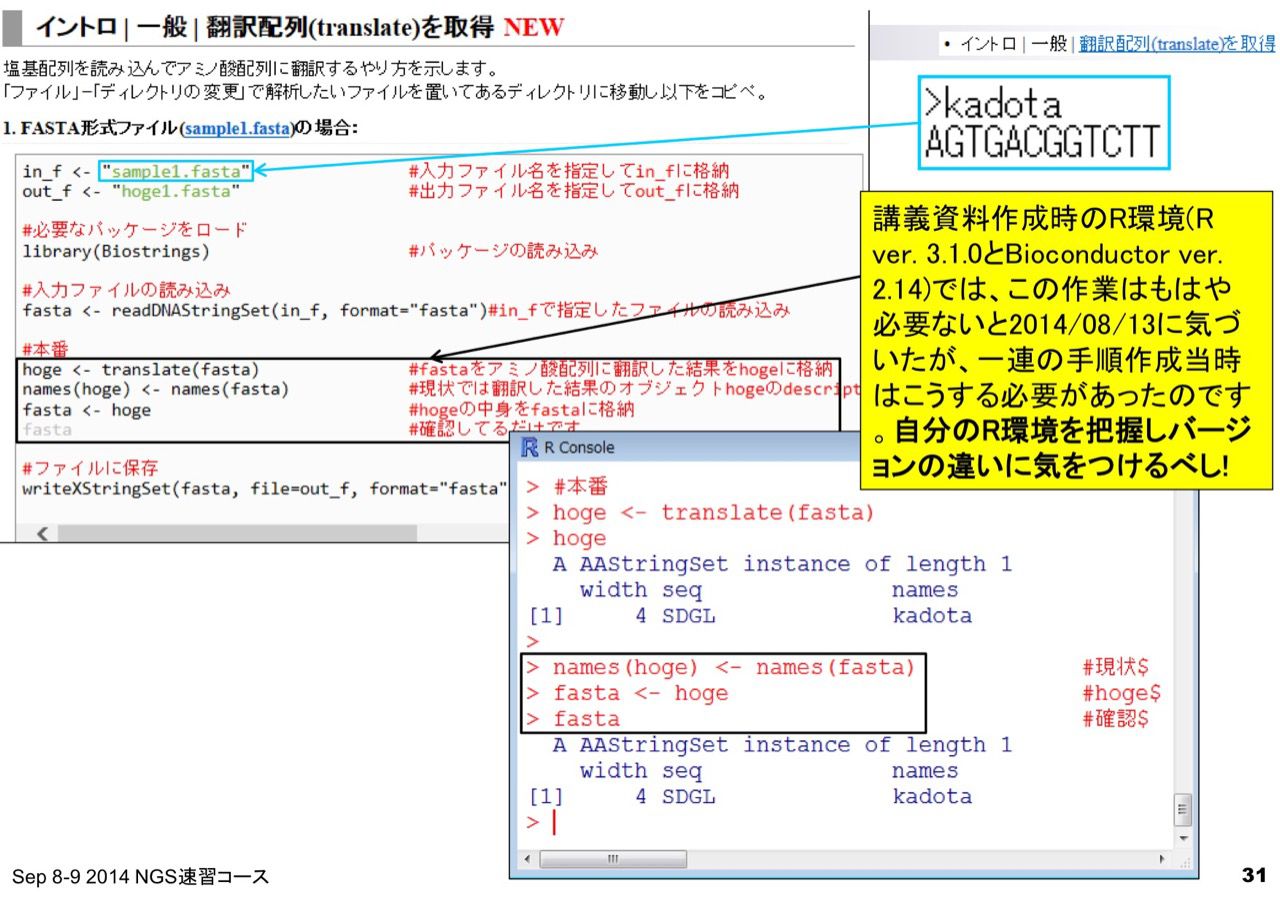 イントロ | 一般 | 翻訳配列(translate)を取得 NEW
塩基配列を読み込んでアミノ酸配列に翻訳するやり方を示します。
「ファイル」-「ディレクトリの変更」で解析したいファイルを置いてあるディレクトリに移動し以下をコピペ。
1. FASTA形式ファイル(sample1.fasta)の場合:
in_f <- "sample1.fasta" #入力ファイル名を指定してin_fに格納
out_f <- "hoge1.fasta" #出力ファイル名を指定してout_fに格納
#必要なパッケージをロード
library(Biostrings) #パッケージの読み込み
#入力ファイルの読み込み
fasta <- readDNAStringSet(in_f, format="fasta")#in_fで指定したファイルの読み込み
#本番
hoge <- translate(fasta) #fastaをアミノ酸配列に翻訳した結果をhogeに格納
names(hoge) <- names(fasta) #現状では翻訳した結果のオブジェクトhogeのdescript
fasta <- hoge #hogeの中身をfastaに格納
fasta #確認してるだけです
#ファイルに保存
writeXStringSet(fasta, file=out_f, format="fasta"
• イントロ | 一般 | 翻訳配列(translate)を取得
>kadota
AGTGACGGTCTT
講義資料作成時のR環境(R
ver. 3.1.0とBioconductor ver.
2.14)では、この作業はもはや
必要ないと2014/08/13に気づ
いたが、一連の手順作成当時
はこうする必要があったのです
。自分のR環境を把握しバージ
ョンの違いに気をつけるべし!
R Console
> #本番
> hoge <- translate(fasta)
> hoge
A AAStringSet instance of length 1
width seq names
[1] 4 SDGL kadota
>
> names(hoge) <- names(fasta) #現状$
> fasta <- hoge #hoge$
> fasta #確認$
A AAStringSet instance of length 1
width seq names
[1] 4 SDGL kadota
>
Sep 8-9 2014 NGS速習コース
31